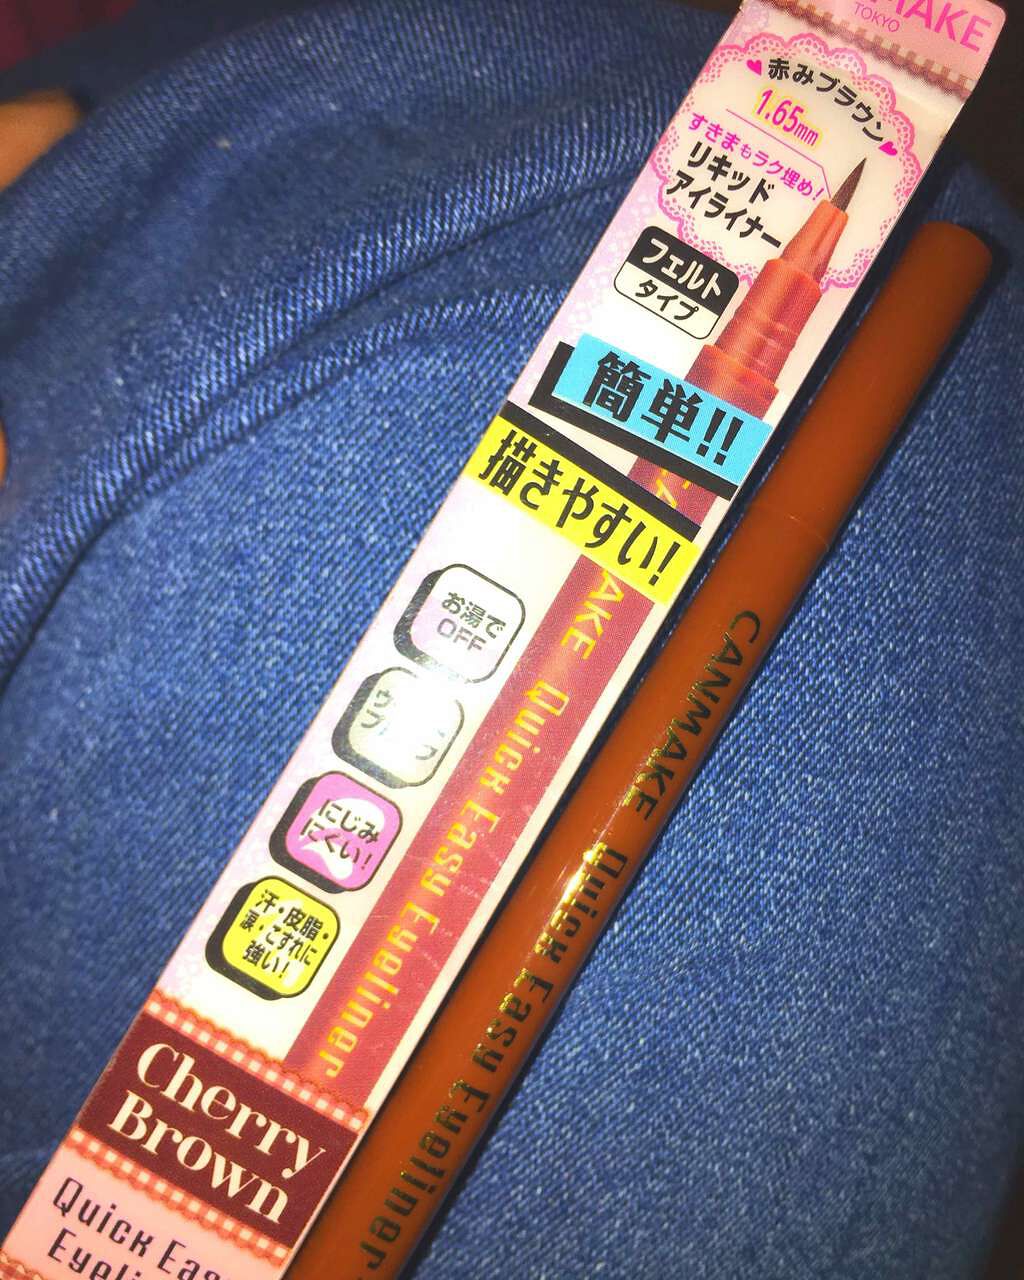 MAKE
TOKYO
赤みブラウン
1.65mm
すきまもラク埋め!
リキッド
アイライナー
フェルト
タイプ
簡単!!
描きやすい!
お湯で
OFF
にじみ
にくい!
汗・皮脂・
涙・こすれに
強い!
AKE Quick Easy Eyeliner
Cherry
Brown
Quick Eas
Eyeli
CANMAKE Quick Easy Eyeliner